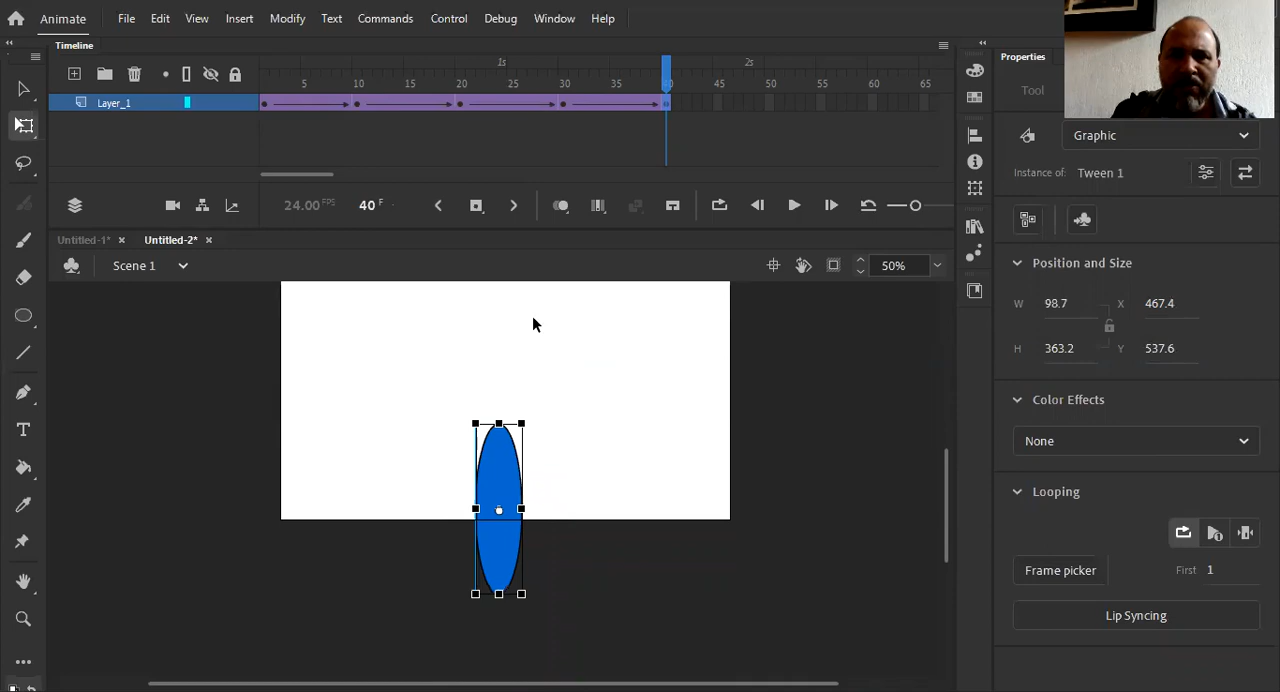 Animate File Edit View Insert Modify Text Commands Control Debug Window Help
Timeline
Properties
1s 2s
5 10 15 20 25 30 35 45 50 55 60 65
Tool
Layer_1
Graphic
Instance of: Tween 1
24.00 FPS 40 F
Untitled-1* × Untitled-2* ×
Scene 1 50%
Position and Size
W 98.7 X 467.4
H 363.2 Y 537.6
Color Effects
None
Looping
Frame picker First 1
Lip Syncing